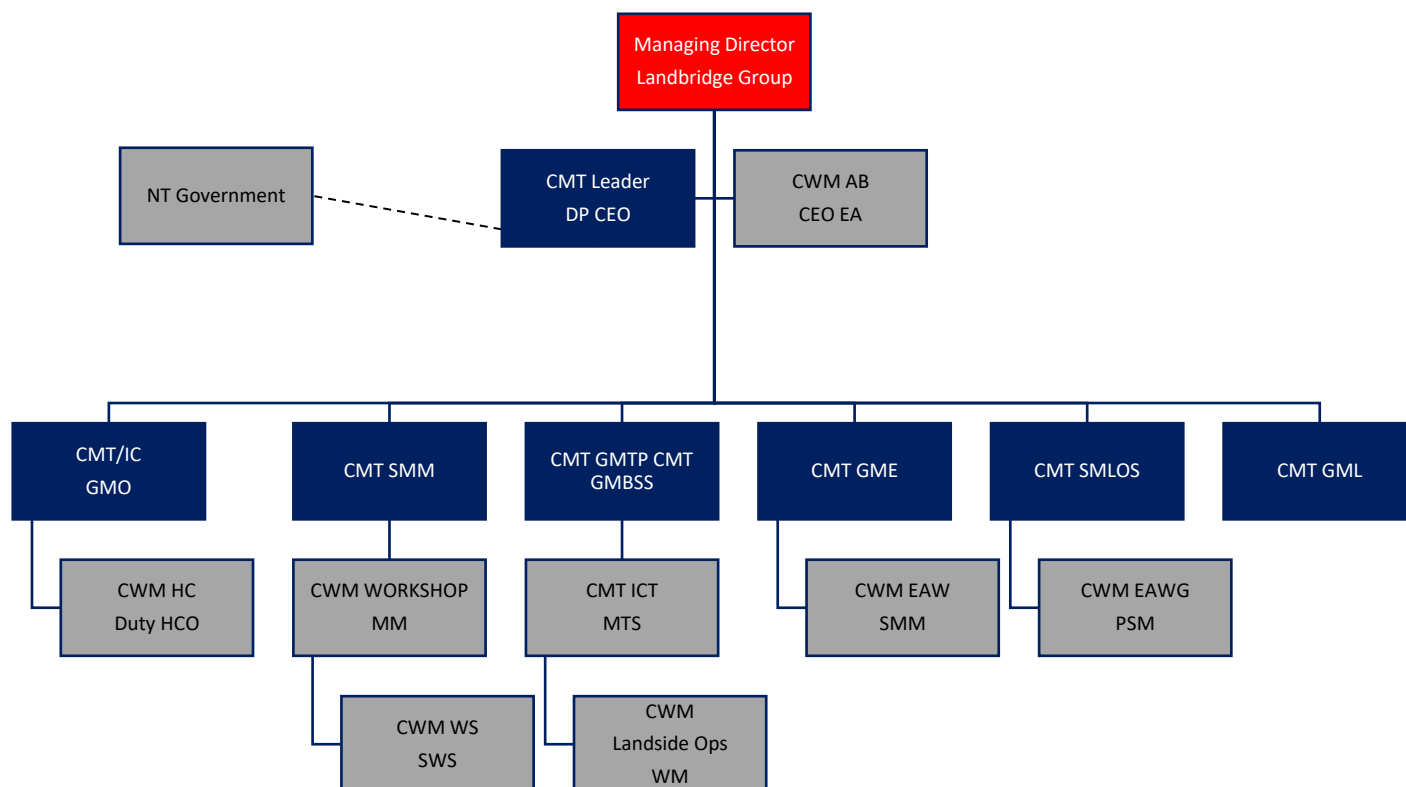 Managing Director
Landbridge Group
NT Government
CMT Leader
DP CEO
CWM AB
CEO EA
CMT/IC
GMO
CMT SMM
CMT GMTP CMT
GMBSS
CMT GME
CMT SMLOS
CMT GML
CWM HC
Duty HCO
CWM WORKSHOP
MM
CMT ICT
MTS
CWM EAW
SMM
CWM EAWG
PSM
CWM WS
SWS
CWM
Landside Ops
WM